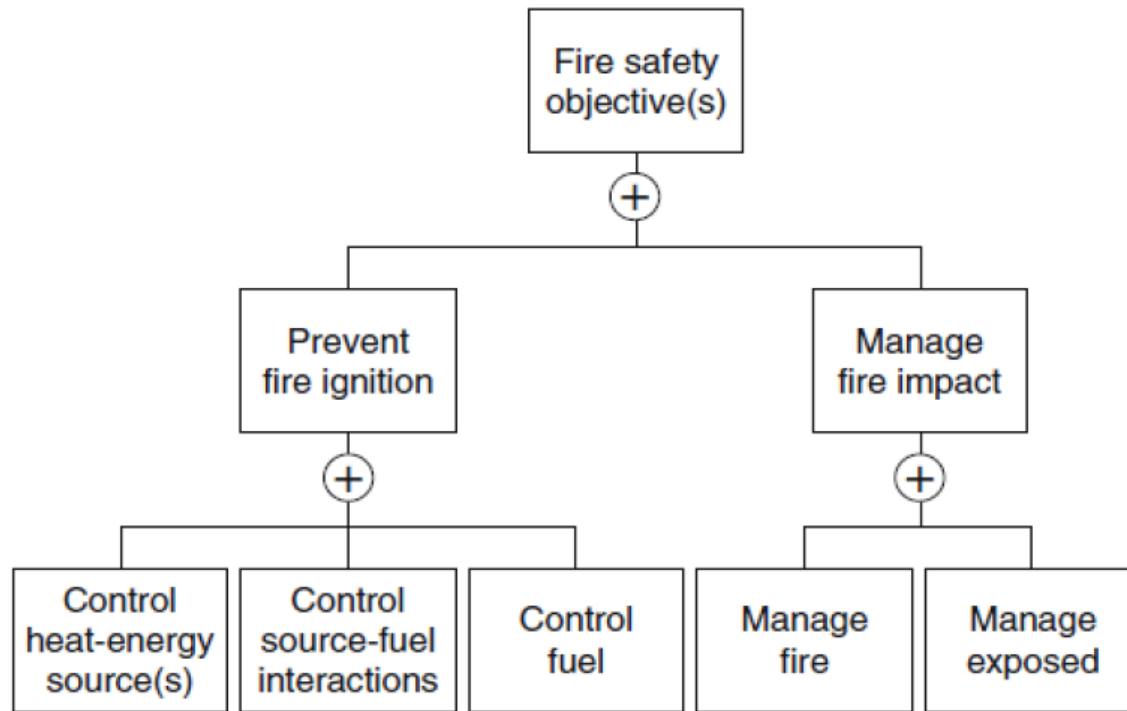 Fire safety
objective(s)
+
Prevent
fire ignition
Manage
fire impact
+
+
Control
heat-energy
source(s)
Control
source-fuel
interactions
Control
fuel
Manage
fire
Manage
exposed